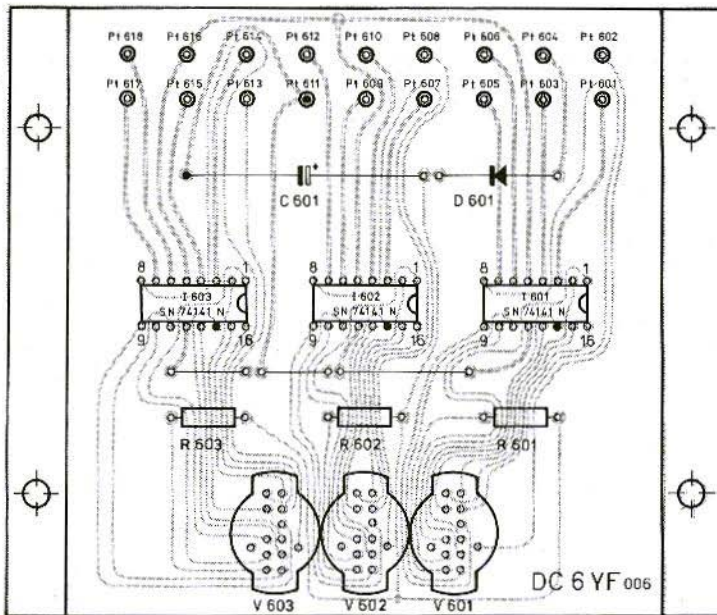 Pt 618 Pt 616 Pt 614 Pt 612 Pt 610 Pt 608 Pt 606 Pt 604 Pt 602
Pt 617 Pt 615 Pt 613 Pt 611 Pt 609 Pt 607 Pt 605 Pt 603 Pt 601
C 601 D 601
8 1 8 1 8 1
I 603 I 602 I 601
SN 74141 N SN 74141 N SN 74141 N
9 16 9 16 9 16
R 603 R 602 R 601
DC 6 YF 006
V 603 V 602 V 601